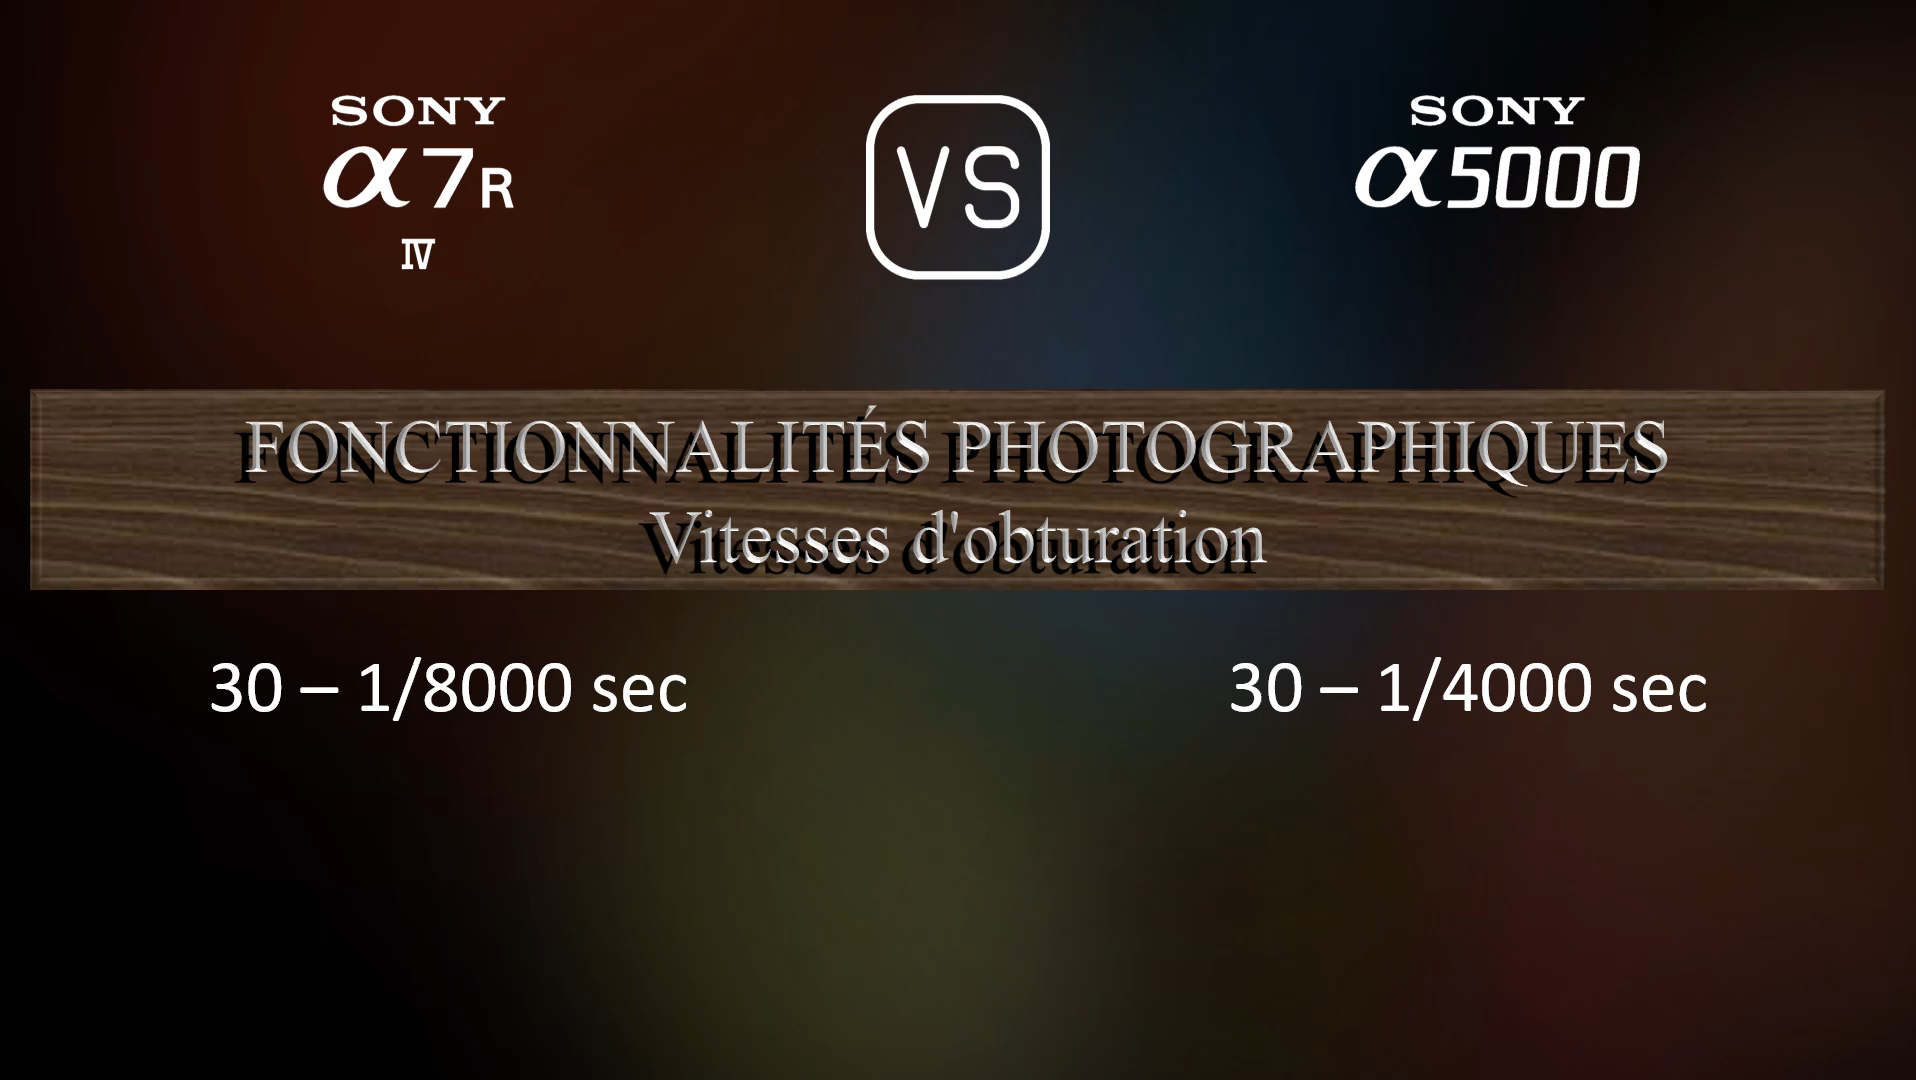 SONY
α7R
IV
VS
SONY
α5000
FONCTIONNALITÉS PHOTOGRAPHIQUES
Vitesses d'obturation
30 – 1/8000 sec
30 – 1/4000 sec